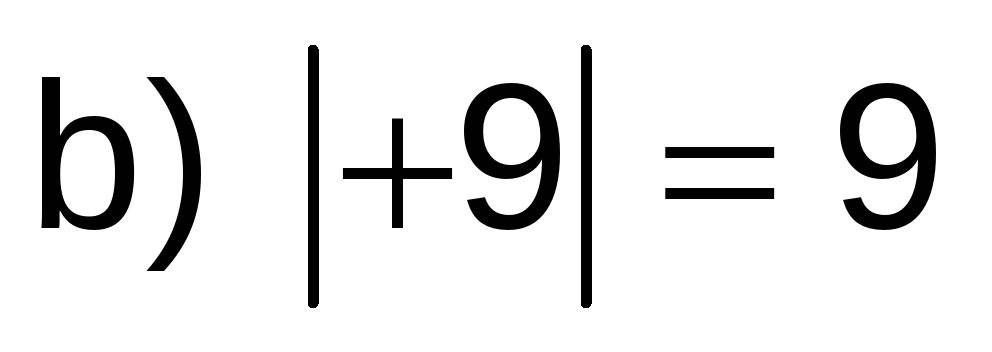 b) |+9| = 9